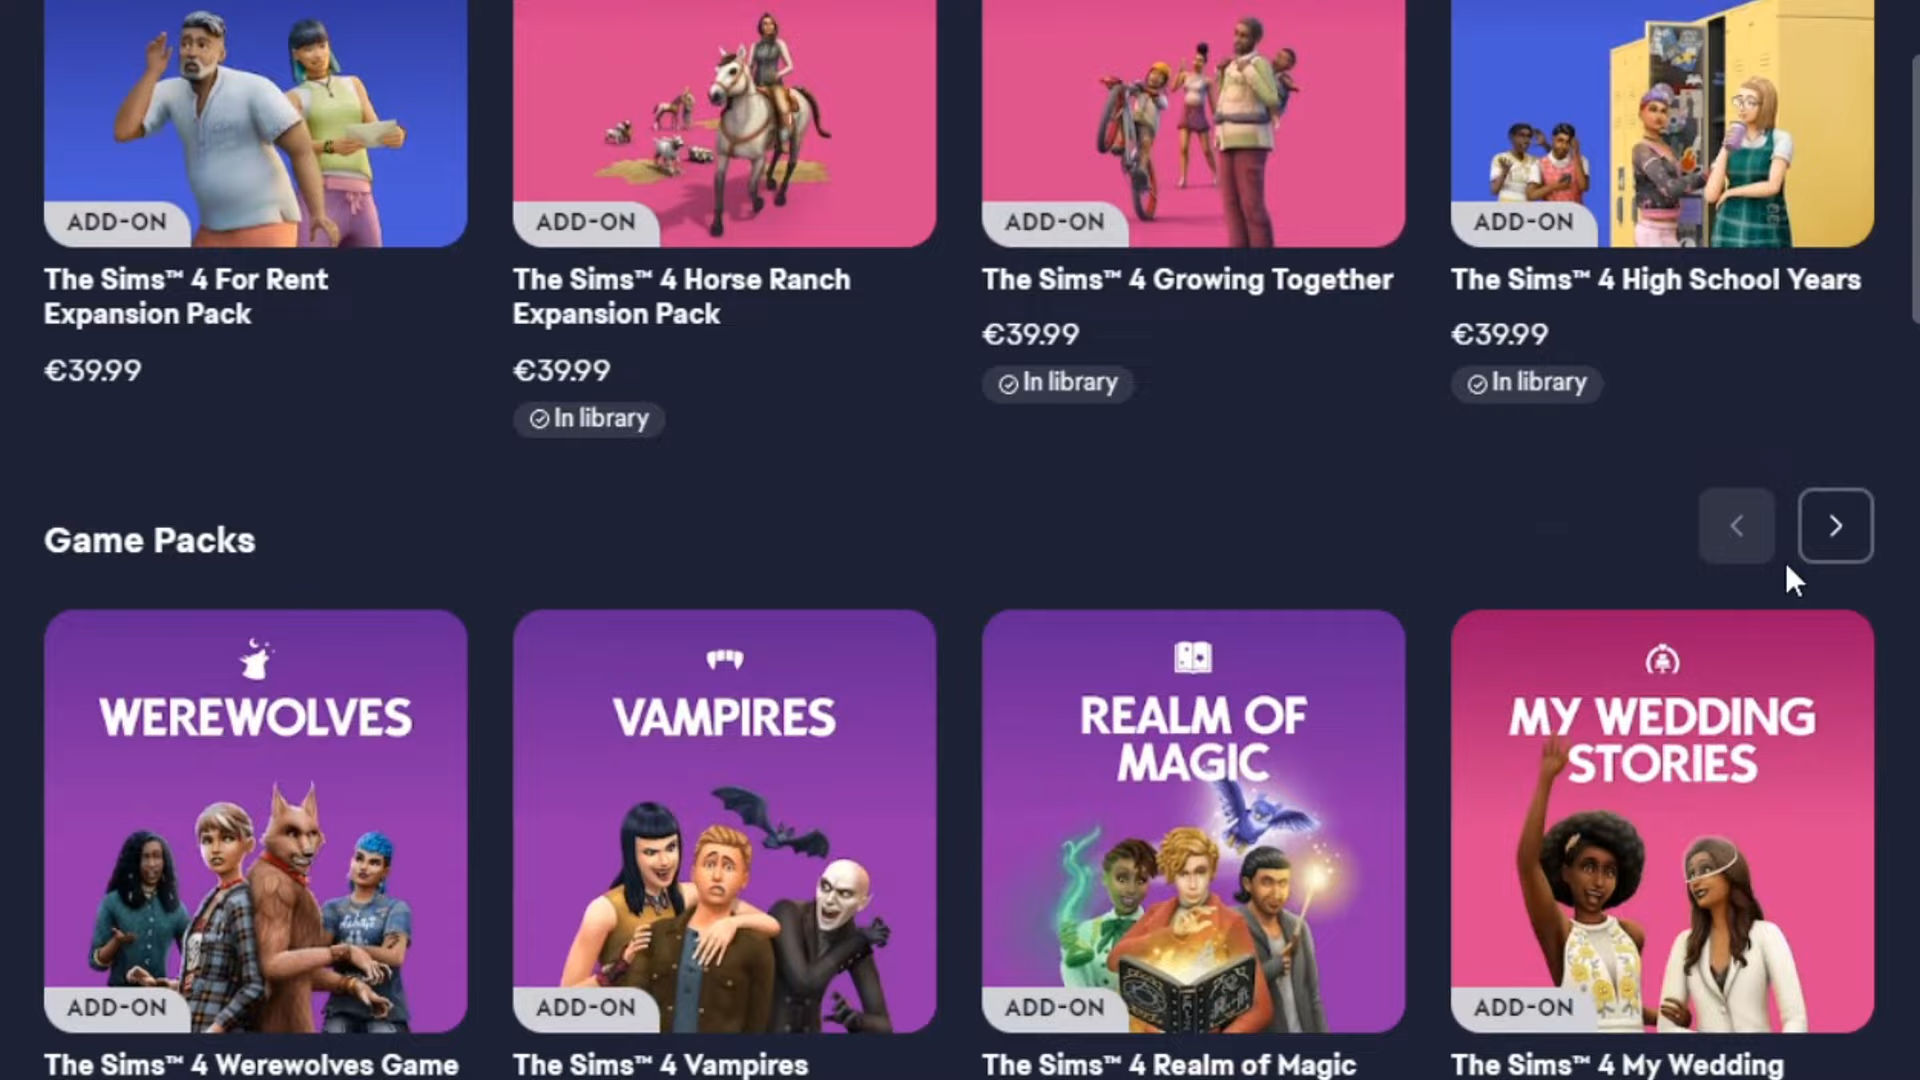 ADD-ON
ADD-ON
ADD-ON
ADD-ON
The Sims™ 4 For Rent
Expansion Pack
€39.99
The Sims™ 4 Horse Ranch
Expansion Pack
€39.99
In library
The Sims™ 4 Growing Together
€39.99
In library
The Sims™ 4 High School Years
€39.99
In library
Game Packs
WEREWOLVES
ADD-ON
The Sims™ 4 Werewolves Game
VAMPIRES
ADD-ON
The Sims™ 4 Vampires
REALM OF
MAGIC
ADD-ON
The Sims™ 4 Realm of Magic
MY WEDDING
STORIES
ADD-ON
The Sims™ 4 My Wedding